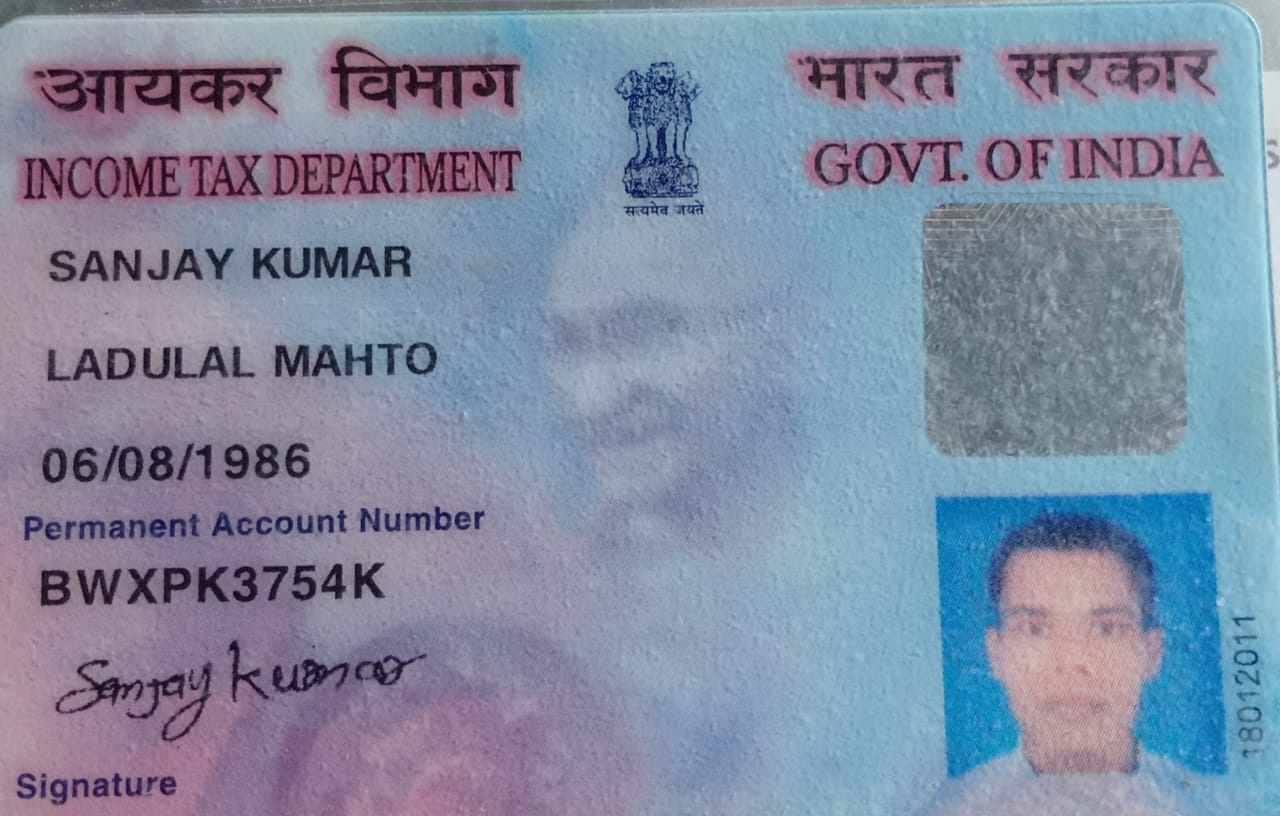 आयकर विभाग
INCOME TAX DEPARTMENT
सत्यमेव जयते
भारत सरकार
GOVT. OF INDIA
SANJAY KUMAR
LADULAL MAHTO
06/08/1986
Permanent Account Number
BWXPK3754K
Sanjay Kumar
Signature
18012011